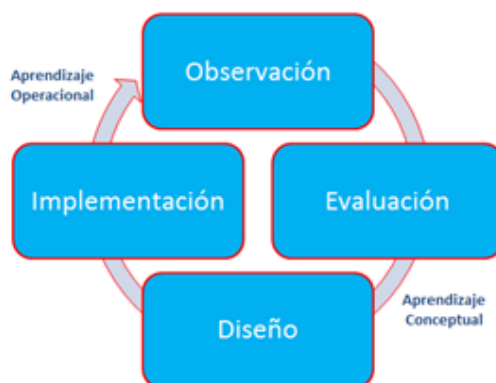 Observación
Aprendizaje
Operacional
Implementación
Evaluación
Diseño
Aprendizaje
Conceptual